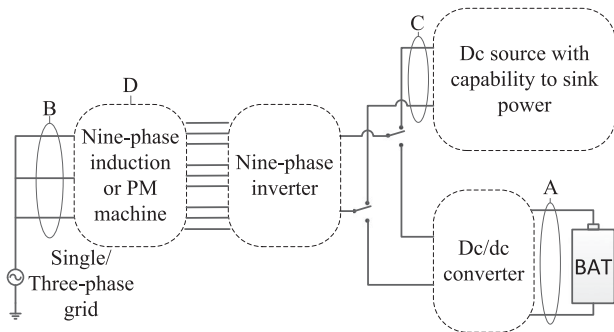 C
Dc source with
capability to sink
power
D
B
Nine-phase
induction
or PM
machine
Nine-phase
inverter
A
Single/
Three-phase
grid
Dc/dc
converter
BAT